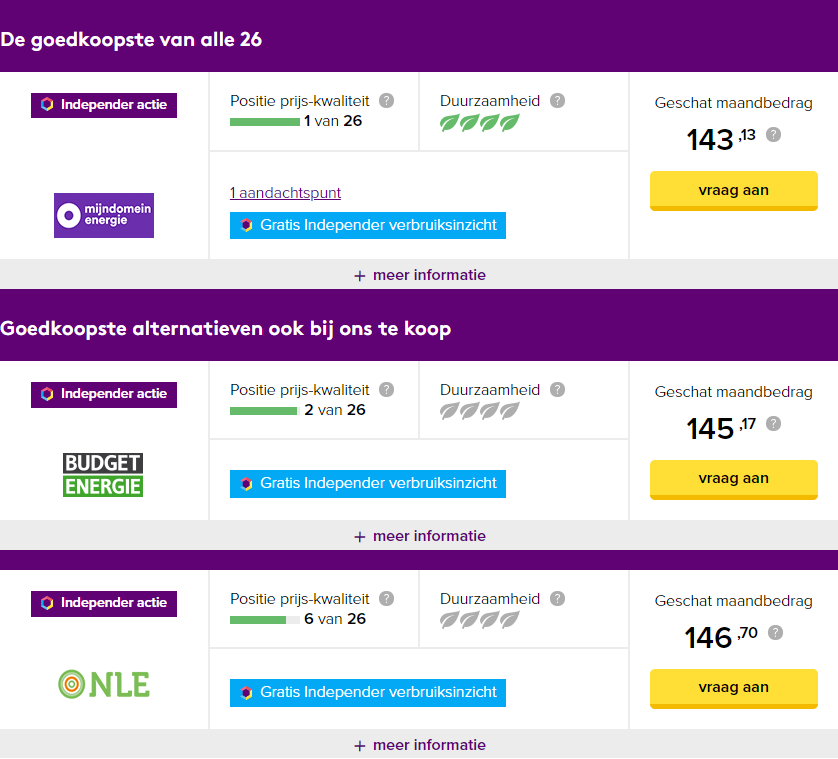 De goedkoopste van alle 26
Independer actie
Positie prijs-kwaliteit ?
1 van 26
Duurzaamheid ?
Geschat maandbedrag
143 ,13 ?
vraag aan
mijndomein
energie
1 aandachtspunt
Gratis Independer verbruiksinzicht
+ meer informatie
Goedkoopste alternatieven ook bij ons te koop
Independer actie
Positie prijs-kwaliteit ?
2 van 26
Duurzaamheid ?
Geschat maandbedrag
145 ,17 ?
vraag aan
BUDGET
ENERGIE
Gratis Independer verbruiksinzicht
+ meer informatie
Independer actie
Positie prijs-kwaliteit ?
6 van 26
Duurzaamheid ?
Geschat maandbedrag
146 ,70 ?
vraag aan
NLE
Gratis Independer verbruiksinzicht
+ meer informatie